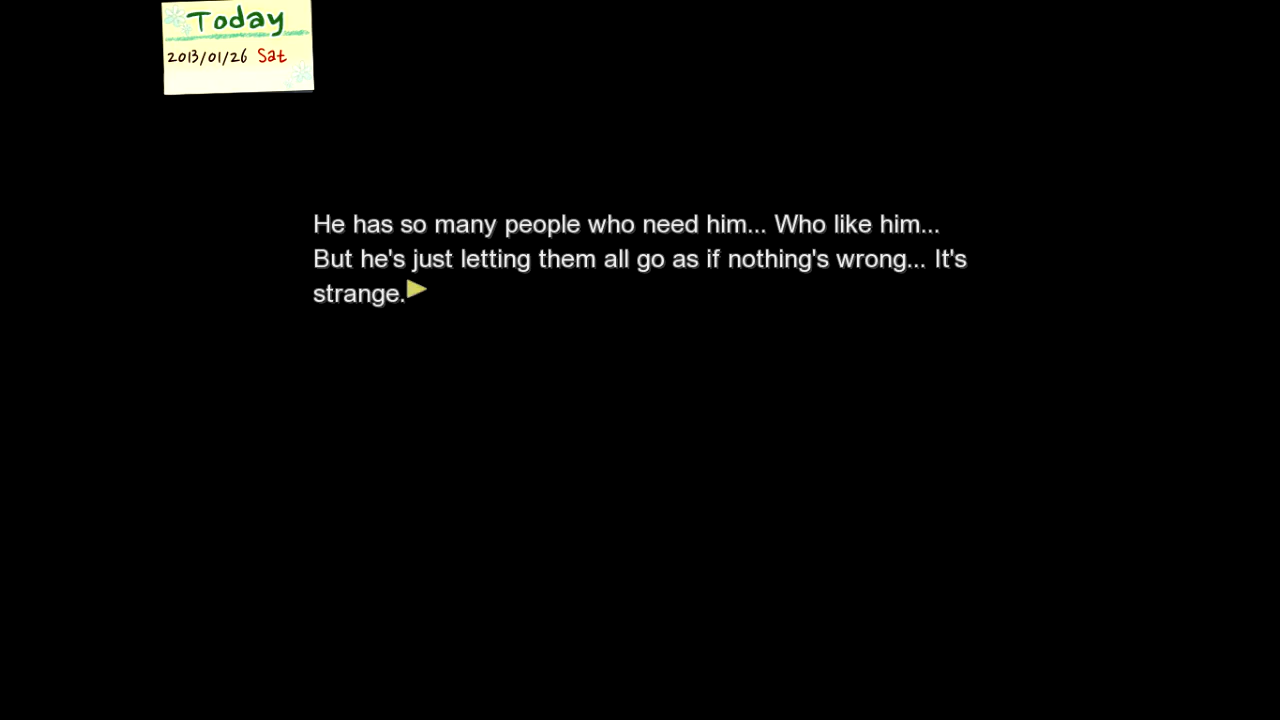 Today
2013/01/26 Sat
He has so many people who need him... Who like him...
But he's just letting them all go as if nothing's wrong... It's
strange.